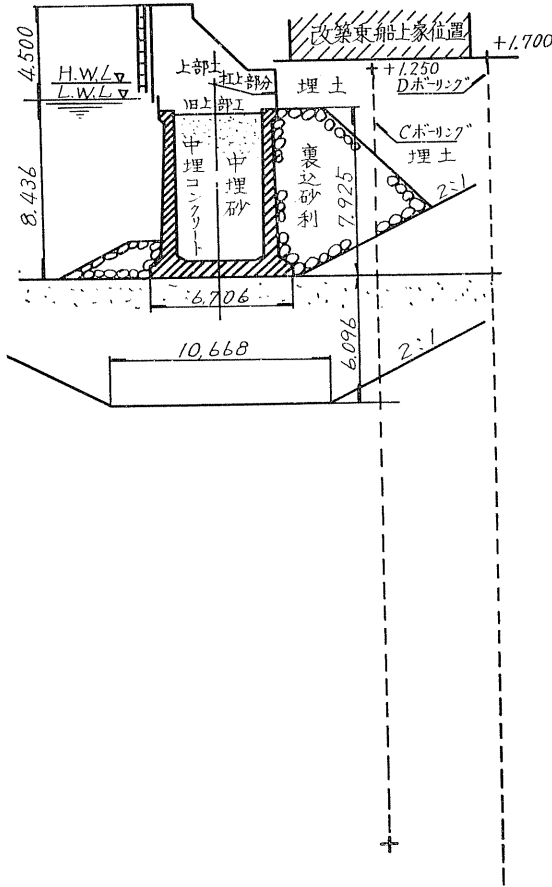 改築東船上家位置
+1.700
4.500
H.W.L
L.W.L
上部工
扛上部分
埋土
+1.250
Dボーリング
旧上部工
Cボーリング
埋土
8.436
中埋コンクリート
中埋砂
裏込砂利
7.925
2:1
6.706
6.096
10,668
2:1